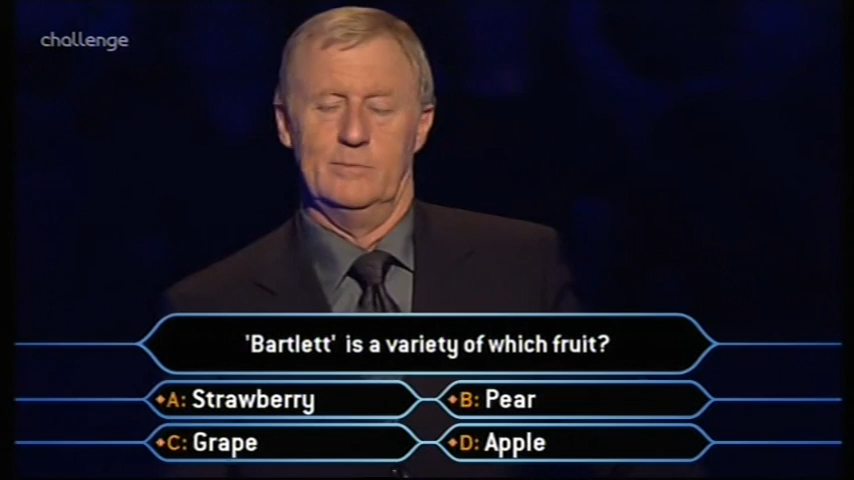 challenge
'Bartlett' is a variety of which fruit?
A: Strawberry
B: Pear
C: Grape
D: Apple